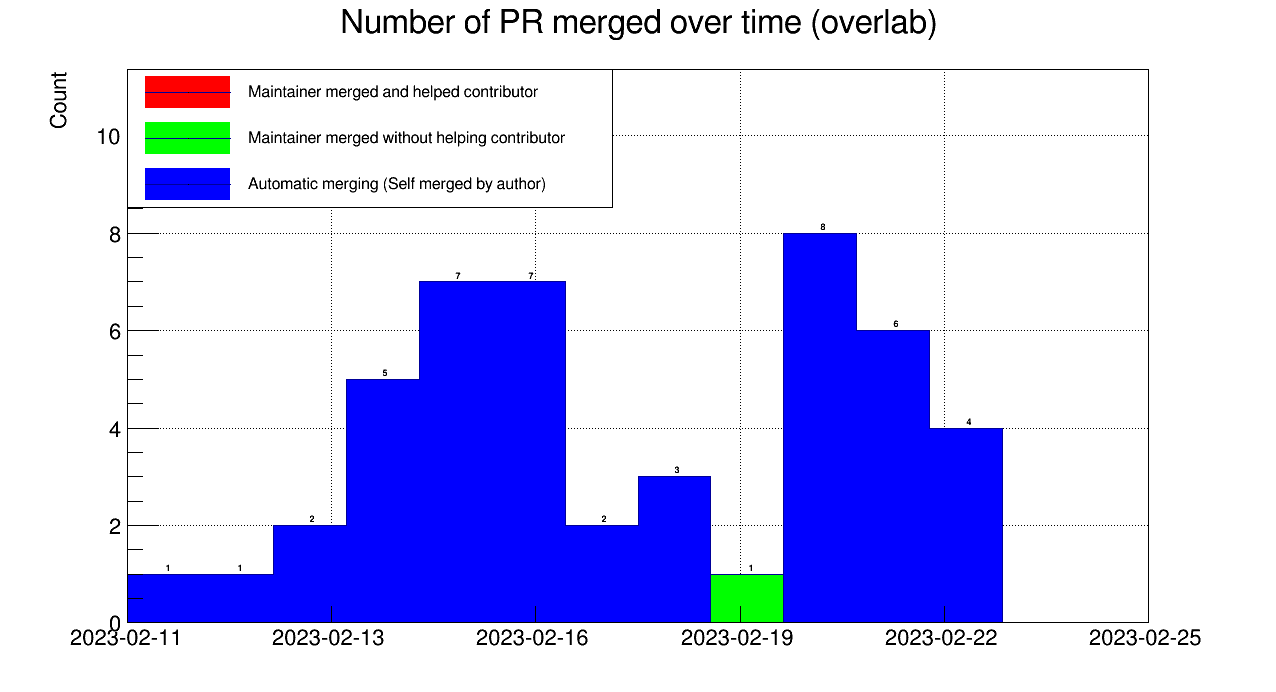 Number of PR merged over time (overlab)
Count
Maintainer merged and helped contributor
Maintainer merged without helping contributor
Automatic merging (Self merged by author)
10
8
6
4
2
0
1 1 2 5 7 7 2 3 1 8 6 4
2023-02-11 2023-02-13 2023-02-16 2023-02-19 2023-02-22 2023-02-25